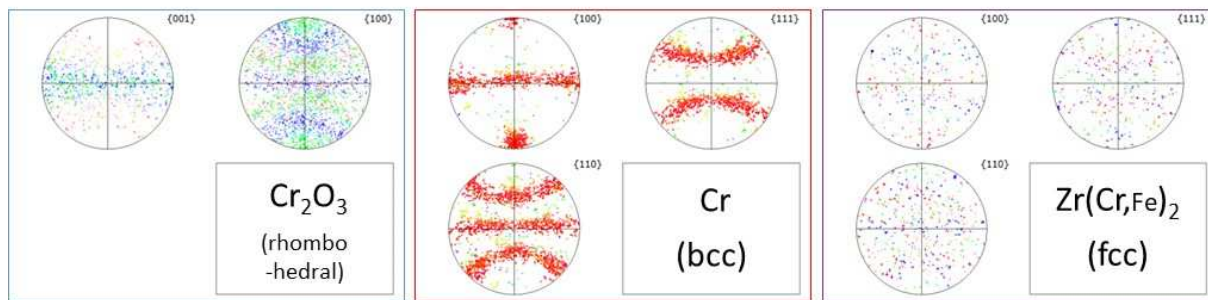 {001}
{100}
Cr₂O₃
(rhombo
-hedral)
{100}
{111}
{110}
Cr
(bcc)
{100}
{111}
{110}
Zr(Cr,Fe)₂
(fcc)